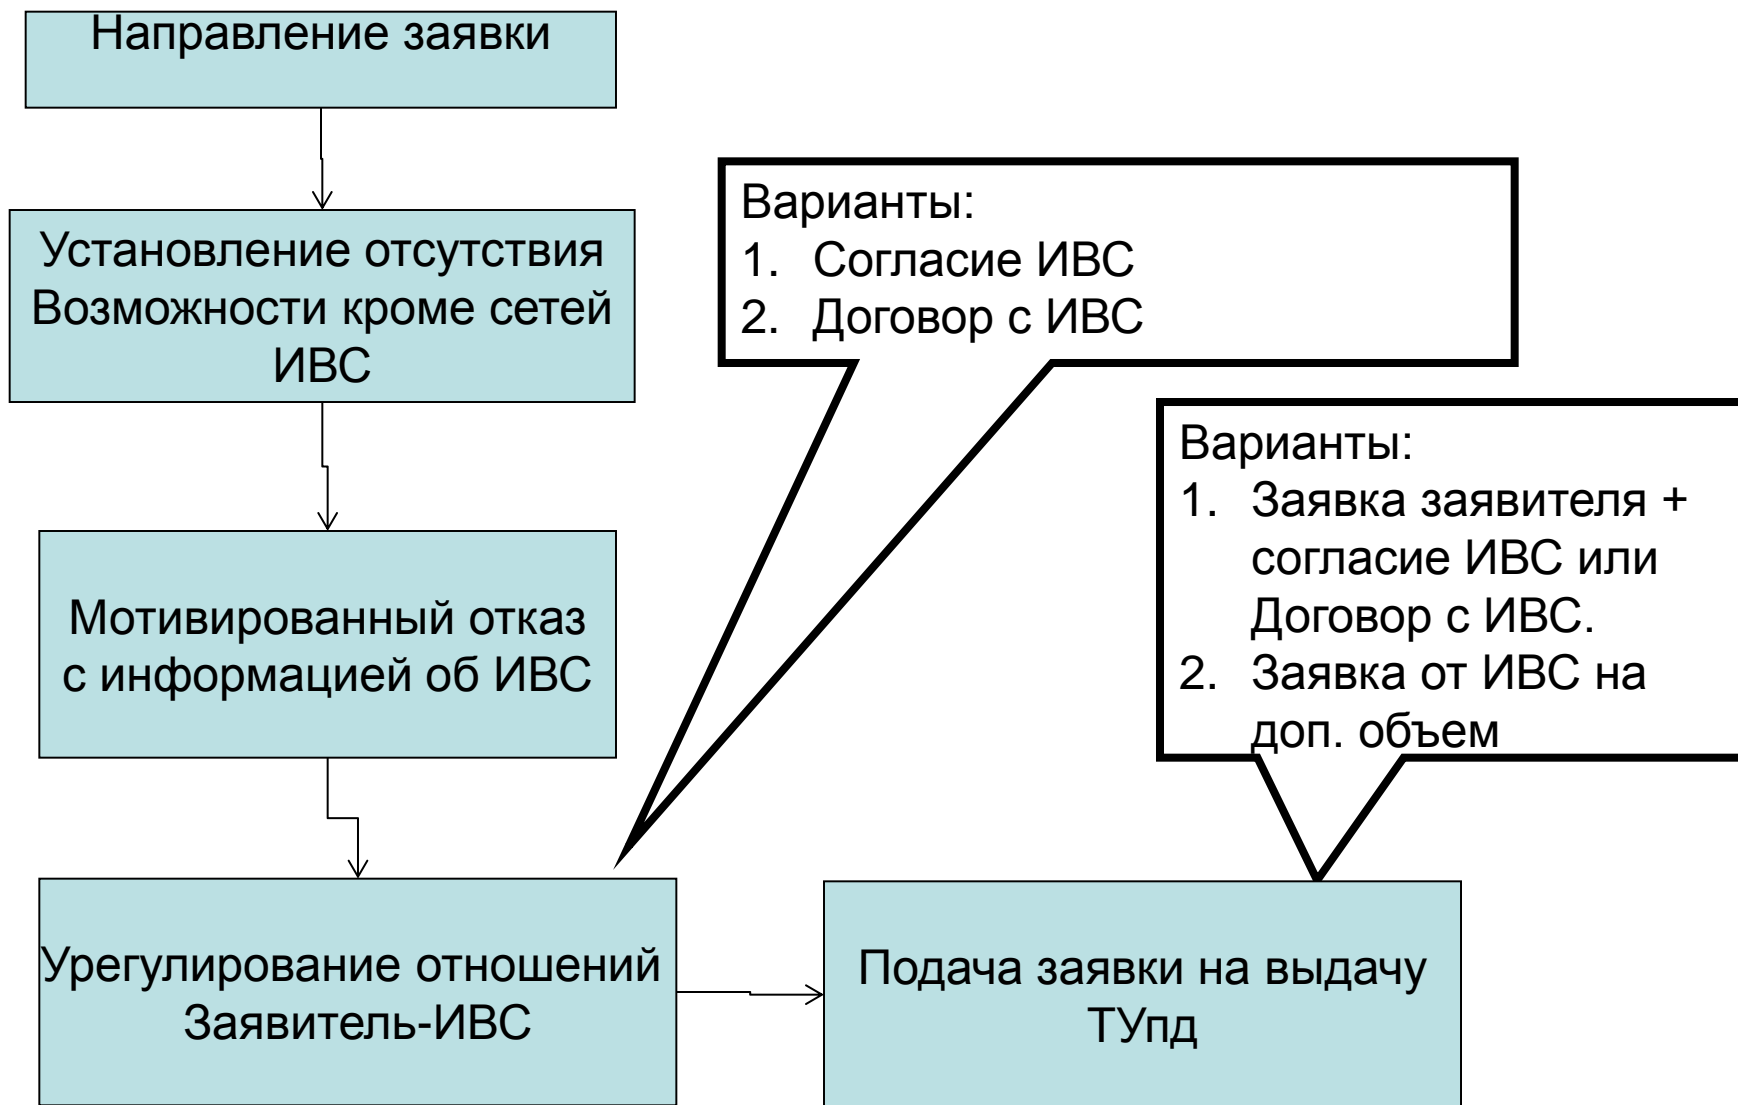 Направление заявки
Установление отсутствия
Возможности кроме сетей
ИВС
Мотивированный отказ
с информацией об ИВС
Урегулирование отношений
Заявитель-ИВС
Варианты:
1. Согласие ИВС
2. Договор с ИВС
Варианты:
1. Заявка заявителя +
согласие ИВС или
Договор с ИВС.
2. Заявка от ИВС на
доп. объем
Подача заявки на выдачу
ТУпд